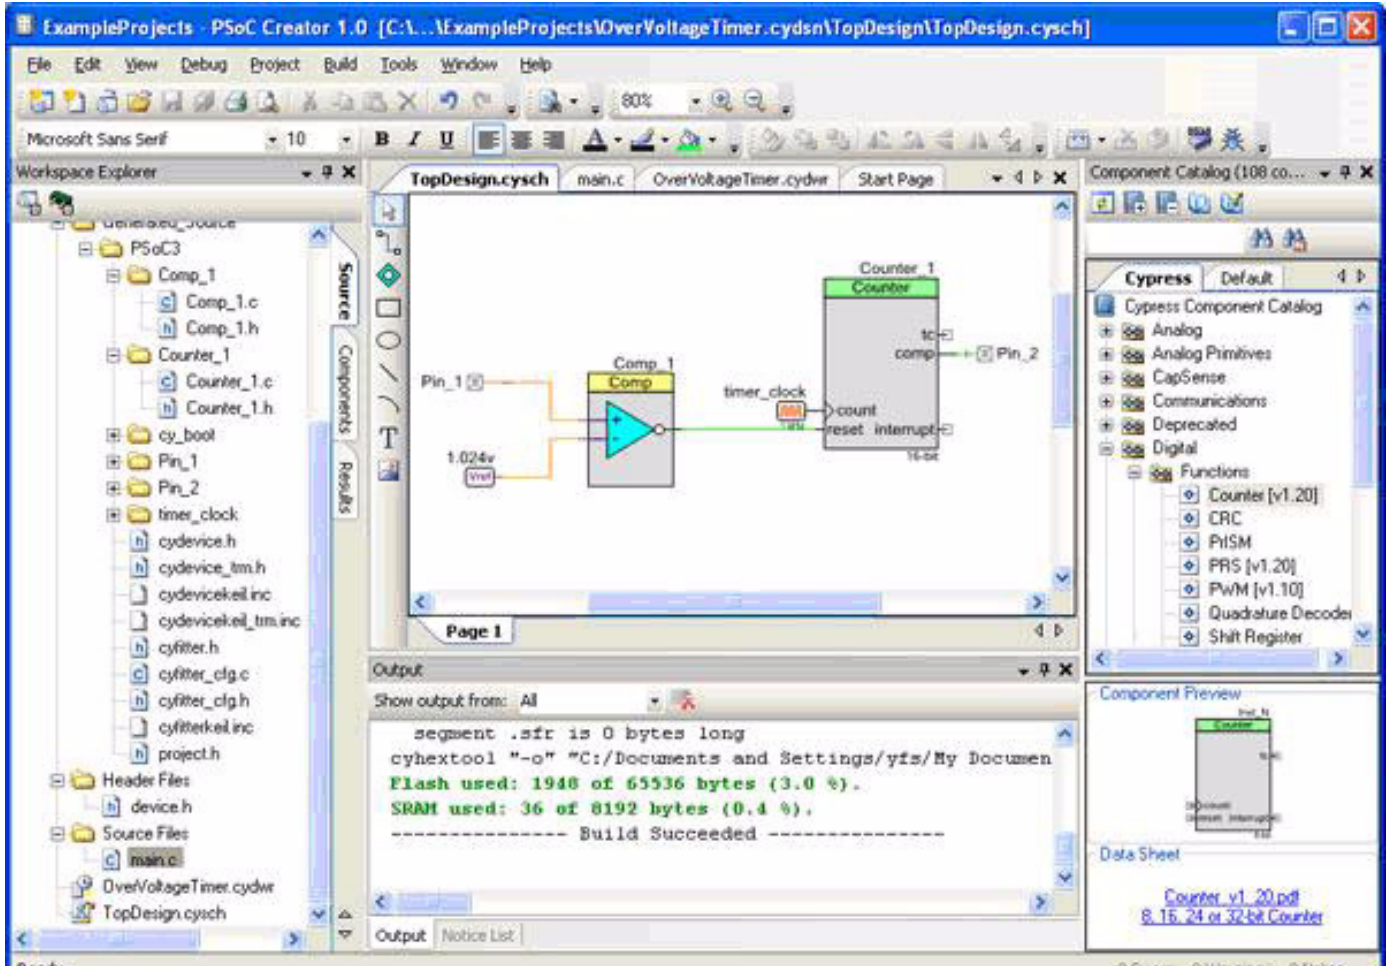 ExampleProjects - PSoC Creator 1.0 [C:\...\ExampleProjects\OverVoltageTimer.cydsn\TopDesign\TopDesign.cysch]
File Edit View Debug Project Build Tools Window Help
80%
Microsoft Sans Serif 10 B I U A
Workspace Explorer
Generated_Source
PSoC3
Comp_1
Comp_1.c
Comp_1.h
Counter_1
Counter_1.c
Counter_1.h
cy_boot
Pin_1
Pin_2
timer_clock
cydevice.h
cydevice_trm.h
cydevicekeil.inc
cydevicekeil_trm.inc
cyfitter.h
cyfitter_cfg.c
cyfitter_cfg.h
cyfitterkeil.inc
project.h
Header Files
device.h
Source Files
main.c
OverVoltageTimer.cydwr
TopDesign.cysch
Source
Components
Results
TopDesign.cysch main.c OverVoltageTimer.cydwr Start Page
T
Counter_1
Counter
tc
comp
Pin_2
Comp_1
Comp
Pin_1
timer_clock
count
reset interrupt
16-bit
1.024v
Vref
Page 1
Output
Show output from: All
segment .sfr is 0 bytes long
cyhextool "-o" "C:/Documents and Settings/yfs/My Documen
Flash used: 1948 of 65536 bytes (3.0 %).
SRAM used: 36 of 8192 bytes (0.4 %).
--------------- Build Succeeded ---------------
Output Notice List
Component Catalog (108 co...
Cypress Default
Cypress Component Catalog
Analog
Analog Primitives
CapSense
Communications
Deprecated
Digital
Functions
Counter [v1.20]
CRC
PrISM
PRS [v1.20]
PWM [v1.10]
Quadrature Decoder
Shift Register
Component Preview
Inst_N
Counter
count
reset interrupt
Data Sheet
Counter_v1_20.pdf
8, 16, 24 or 32-bit Counter